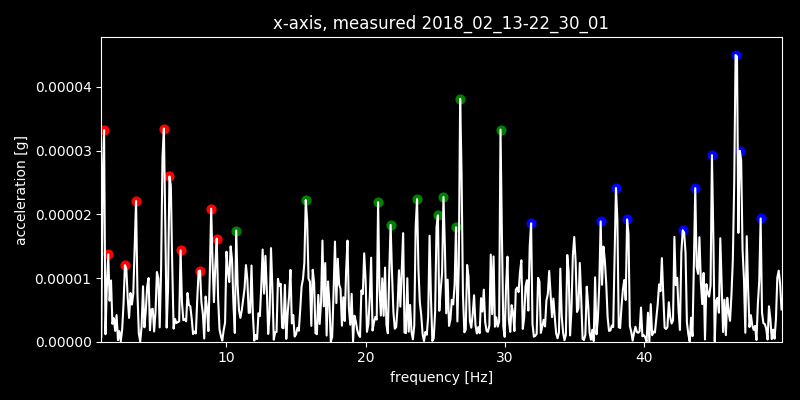 x-axis, measured 2018_02_13-22_30_01
acceleration [g]
0.00004
0.00003
0.00002
0.00001
0.00000
10 20 30 40
frequency [Hz]